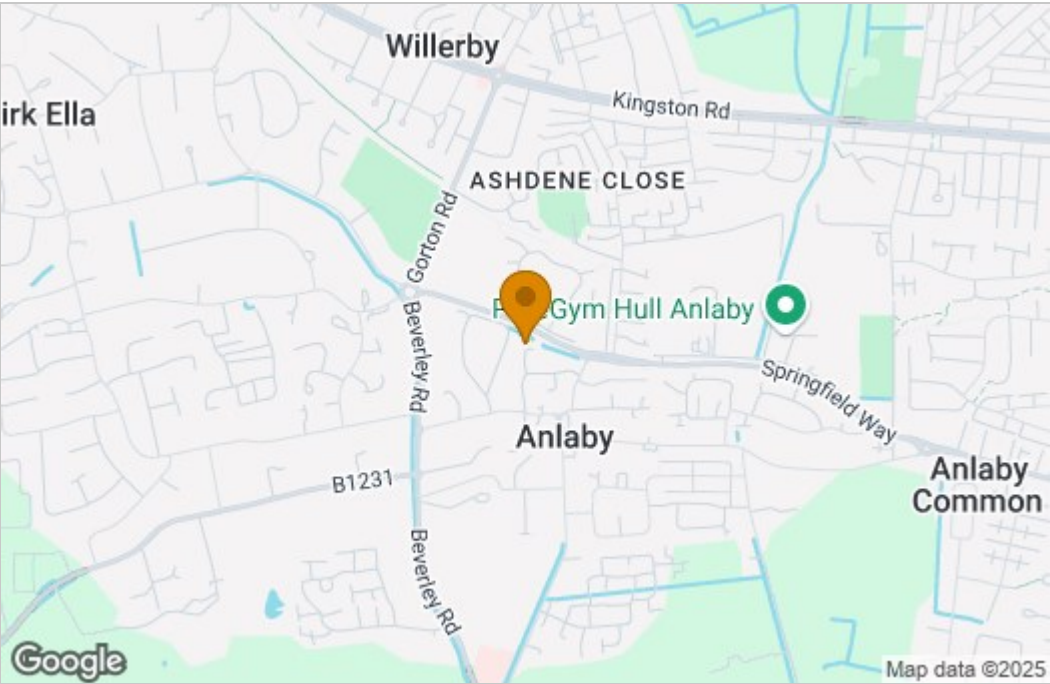 Willerby
Kingston Rd
irk Ella
ASHDENE CLOSE
Gorton Rd
Gym Hull Anlaby
Beverley Rd
Springfield Way
Anlaby
Anlaby
Common
B1231
Beverley Rd
Google
Map data ©2025